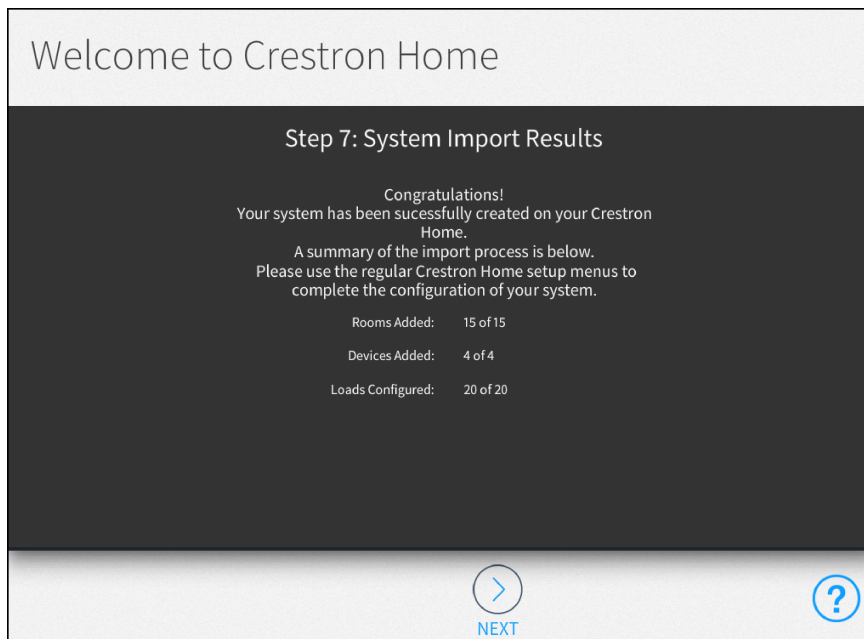 Welcome to Crestron Home
Step 7: System Import Results
Congratulations!
Your system has been sucessfully created on your Crestron
Home.
A summary of the import process is below.
Please use the regular Crestron Home setup menus to
complete the configuration of your system.
Rooms Added: 15 of 15
Devices Added: 4 of 4
Loads Configured: 20 of 20
?
NEXT